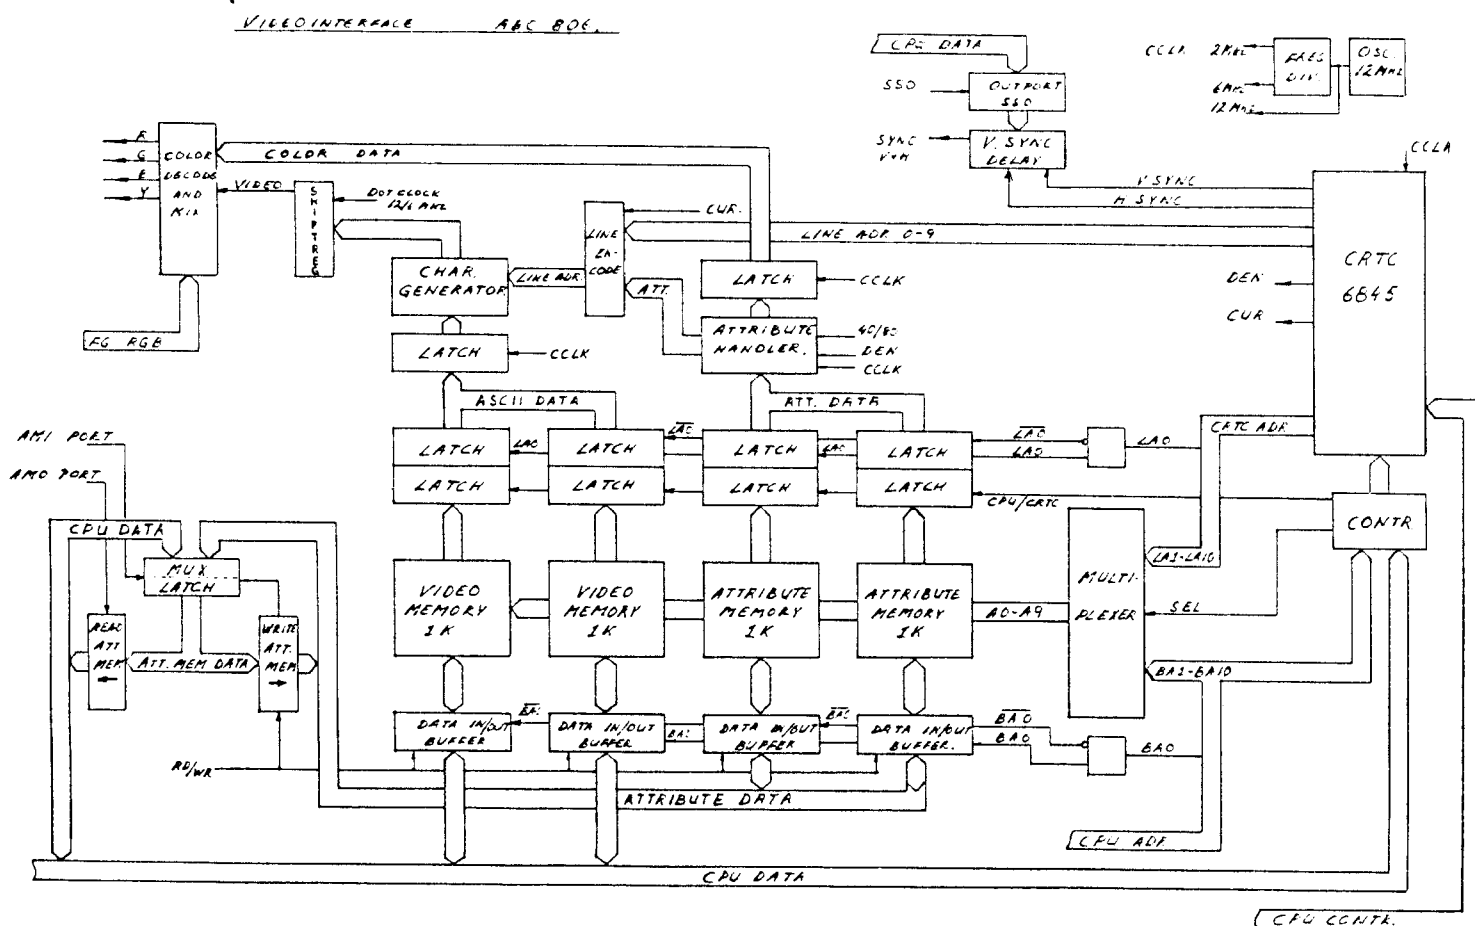 VIDEOINTERFACE ABC 806.
CPU DATA
SSO
OUTPORT
SSO
SYNC
V+H
V. SYNC
DELAY
CCLK 2MHz
6MHz
12MHz
FREQ
DIV.
OSC.
12MHz
CCLK
R
G
B
Y
COLOR
DECODE
AND
MIX
COLOR DATA
VIDEO
SHIFTREG
DOT CLOCK
12/6 MHz
CUR.
LINE
EN-
CODE
V SYNC
H SYNC
LINE ADR 0-9
CRTC
6845
DEN
CUR
CHAR.
GENERATOR
LINE ADR.
ATT.
LATCH
CCLK
FG RGB
LATCH
CCLK
ATTRIBUTE
HANDLER.
40/80
DEN
CCLK
ASCII DATA
ATT. DATA
CRTC ADR
AMI PORT
AMO PORT
LATCH
LA0
LATCH
LA0
LATCH
LA0
LATCH
LA0
LA0
LA0
LATCH
LATCH
LATCH
LATCH
CPU/CRTC
CONTR
CPU DATA
MUX
LATCH
READ
ATT
MEM
ATT. MEM DATA
WRITE
ATT.
MEM
VIDEO
MEMORY
1K
VIDEO
MEMORY
1K
ATTRIBUTE
MEMORY
1K
ATTRIBUTE
MEMORY
1K
A0-A9
MULTI-
PLEXER
LA1-LA10
SEL
BA1-BA10
DATA IN/OUT
BUFFER
BA0
DATA IN/OUT
BUFFER
BA0
DATA IN/OUT
BUFFER
BA0
DATA IN/OUT
BUFFER.
BA0
BA0
BA0
RD/WR
ATTRIBUTE DATA
CPU ADR
CPU DATA
CPU CONTR.